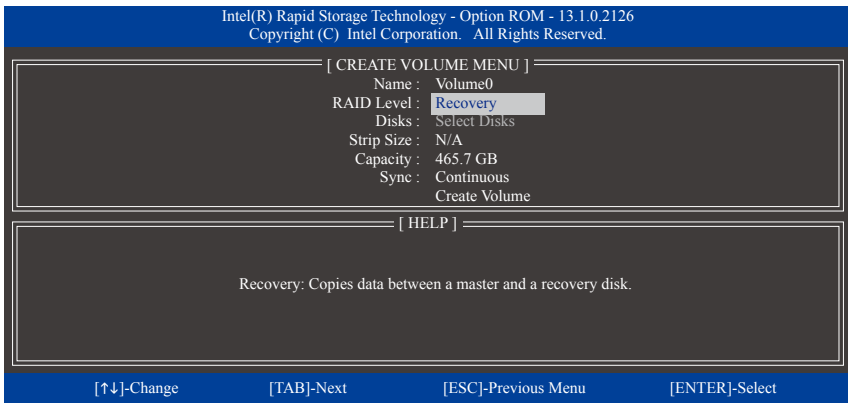 Intel(R) Rapid Storage Technology - Option ROM - 13.1.0.2126
Copyright (C) Intel Corporation. All Rights Reserved.
[ CREATE VOLUME MENU ]
Name : Volume0
RAID Level : Recovery
Disks : Select Disks
Strip Size : N/A
Capacity : 465.7 GB
Sync : Continuous
Create Volume
[ HELP ]
Recovery: Copies data between a master and a recovery disk.
[↑↓]-Change [TAB]-Next [ESC]-Previous Menu [ENTER]-Select